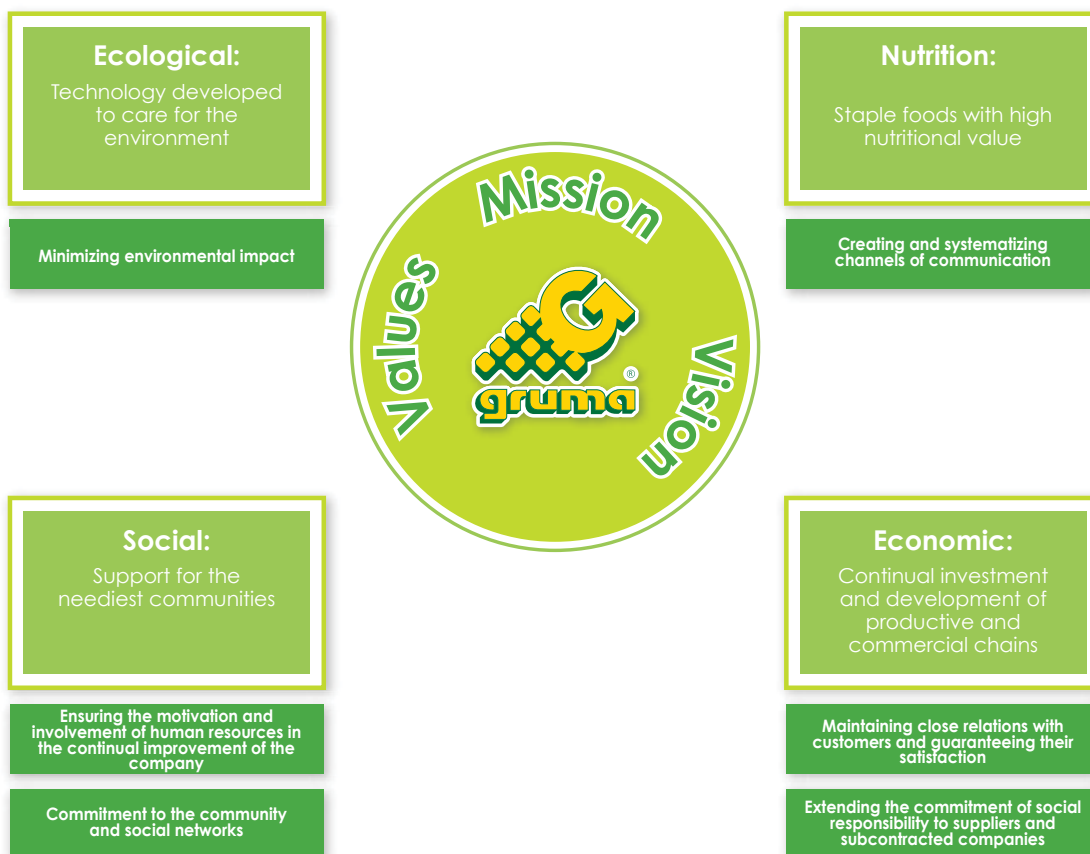 Ecological:
Technology developed
to care for the
environment
Minimizing environmental impact
Nutrition:
Staple foods with high
nutritional value
Creating and systematizing
channels of communication
Mission
Values
Vision
gruma
®
Social:
Support for the
neediest communities
Ensuring the motivation and
involvement of human resources in
the continual improvement of the
company
Commitment to the community
and social networks
Economic:
Continual investment
and development of
productive and
commercial chains
Maintaining close relations with
customers and guaranteeing their
satisfaction
Extending the commitment of social
responsibility to suppliers and
subcontracted companies